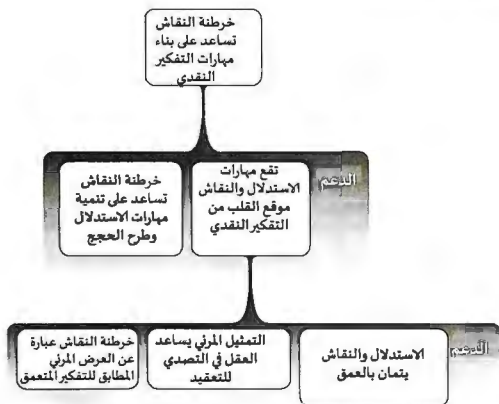 خرطنة النقاش
تساعد على بناء
مهارات التفكير
النقدي
الدعم
تقع مهارات
الاستدلال والنقاش
موقع القلب من
التفكير النقدي
خرطنة النقاش
تساعد على تنمية
مهارات الاستدلال
وطرح الحجج
الدعم
الاستدلال والنقاش
يتمان بالعمق
التمثيل المرئي يساعد
العقل في التصدي
للتعقيد
خرطنة النقاش عبارة
عن العرض المرئي
المطابق للتفكير المتعمق